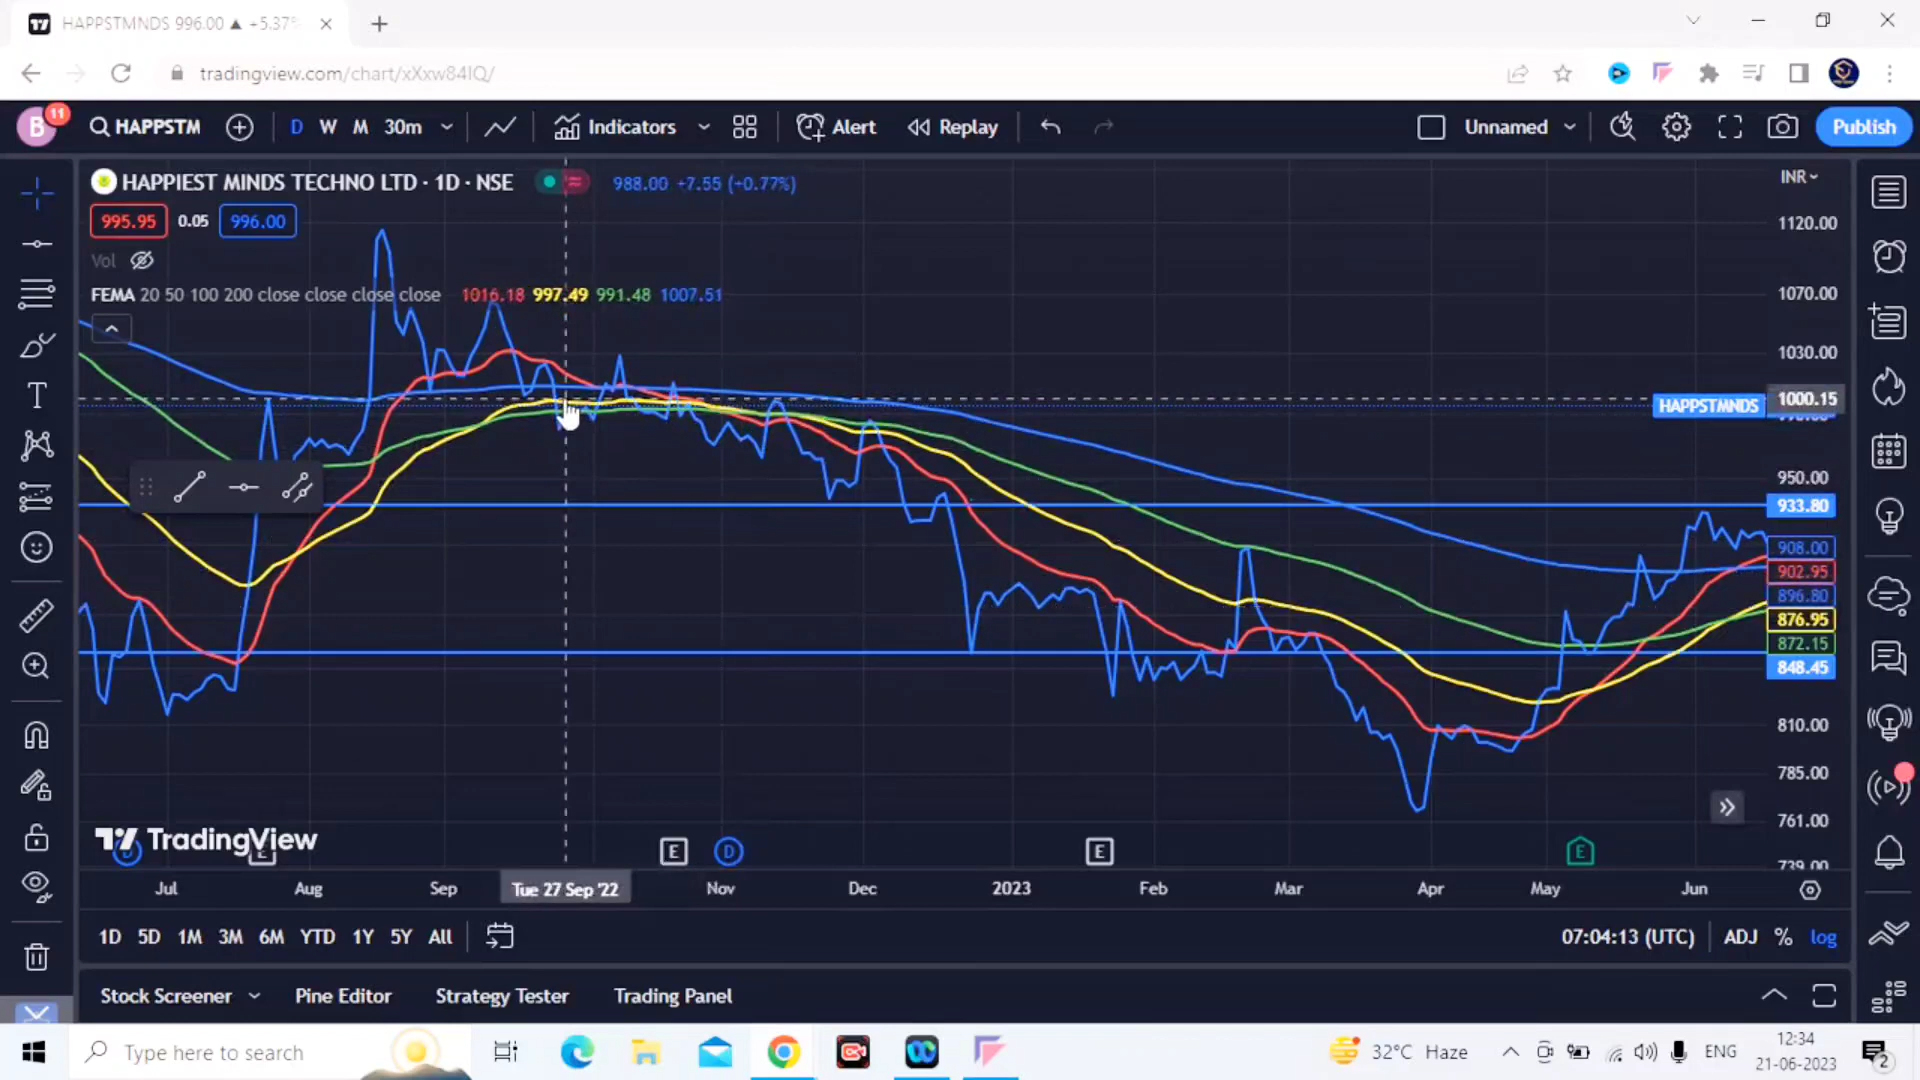 HAPPSTMNDS 996.00 ▲ +5.37%
tradingview.com/chart/xXxw84IQ/
B 11 HAPPSTM D W M 30m Indicators Alert Replay Unnamed Publish
HAPPIEST MINDS TECHNO LTD · 1D · NSE 988.00 +7.55 (+0.77%) INR
995.95 0.05 996.00
Vol
FEMA 20 50 100 200 close close close close 1016.18 997.49 991.48 1007.51
1120.00
1070.00
1030.00
HAPPSTMNDS 1000.15
950.00
933.80
908.00
902.95
896.80
876.95
872.15
848.45
810.00
785.00
761.00
739.00
TradingView
D E E D E E
Jul Aug Sep Tue 27 Sep '22 Nov Dec 2023 Feb Mar Apr May Jun
1D 5D 1M 3M 6M YTD 1Y 5Y All 07:04:13 (UTC) ADJ % log
Stock Screener Pine Editor Strategy Tester Trading Panel
Type here to search 32°C Haze ENG 12:34
21-06-2023 2